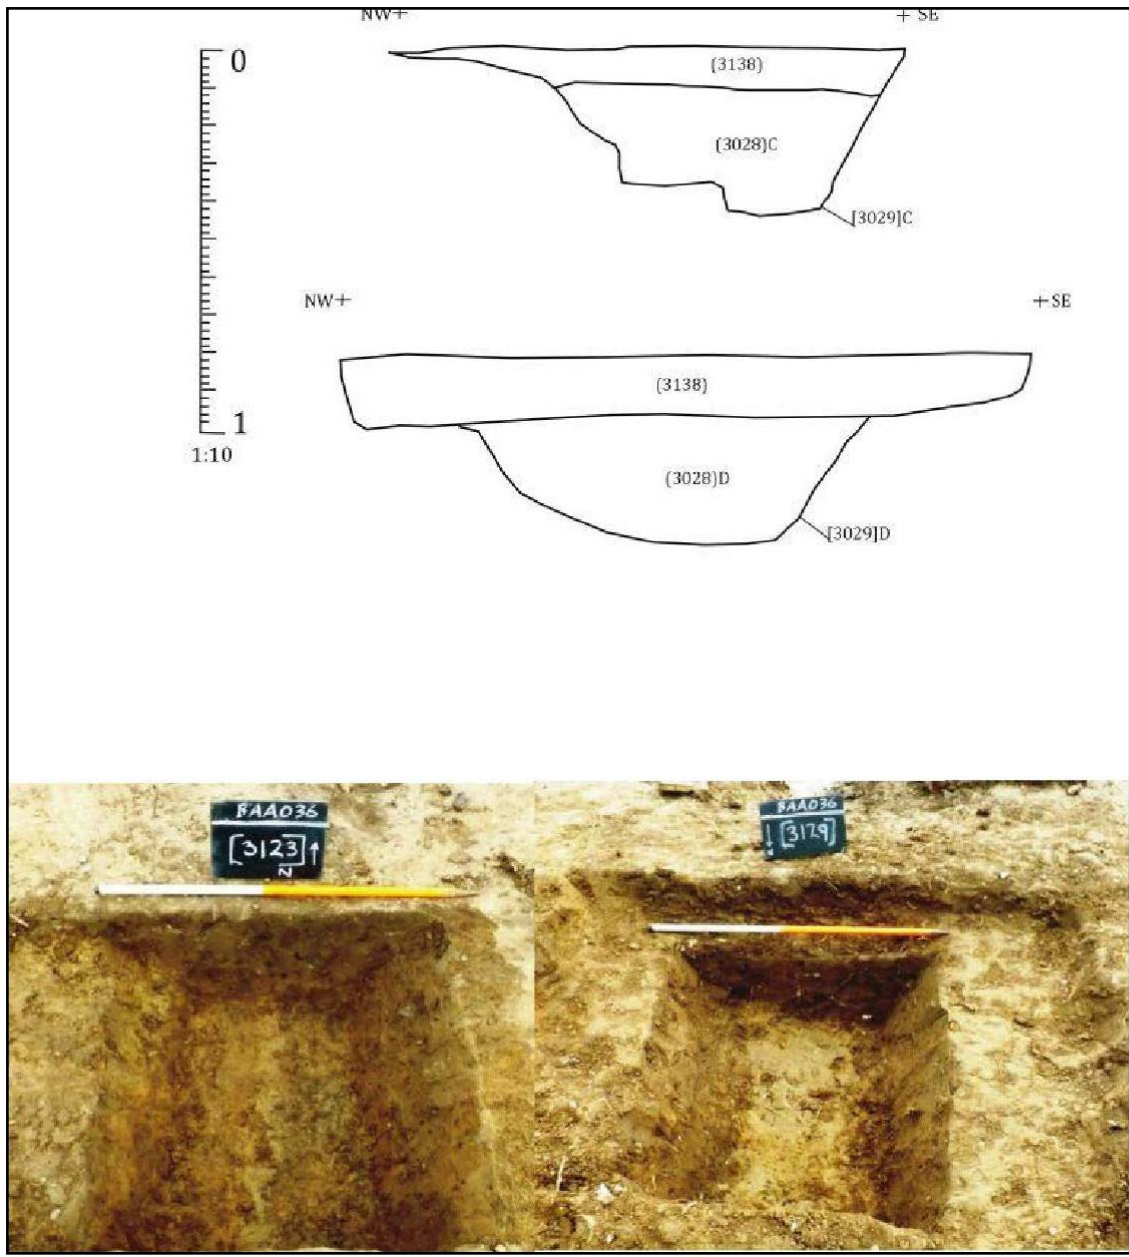 NW+ + SE
0
(3138)
(3028)C
[3029]C
NW+ +SE
(3138)
1
1:10
(3028)D
[3029]D
BAA036
[3123]
N
BAA036
[3129]
N